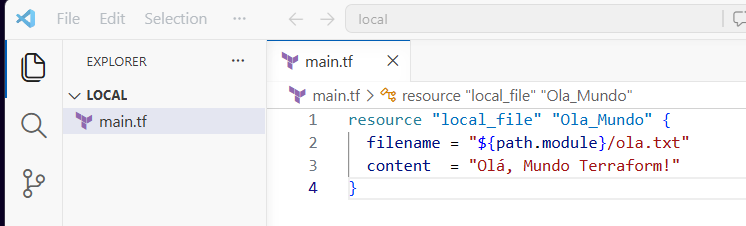 File Edit Selection ··· local
EXPLORER ···
main.tf
LOCAL
main.tf
main.tf > resource "local_file" "Ola_Mundo"
1 resource "local_file" "Ola_Mundo" {
2 filename = "${path.module}/ola.txt"
3 content = "Olá, Mundo Terraform!"
4 }